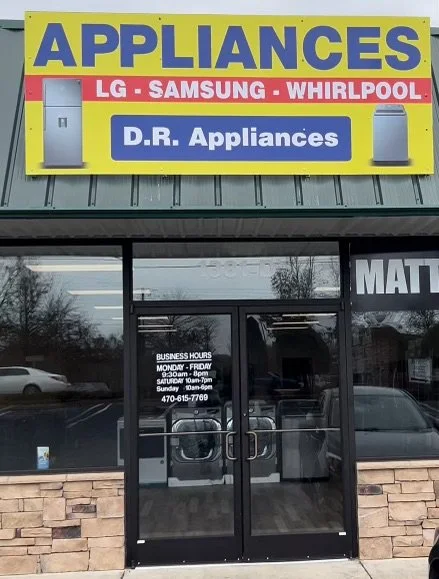 APPLIANCES
LG - SAMSUNG - WHIRLPOOL
D.R. Appliances
MATT
BUSINESS HOURS
MONDAY - FRIDAY
9:30am - 8pm
SATURDAY 10am-7pm
Sunday 10am-6pm
470-615-7769